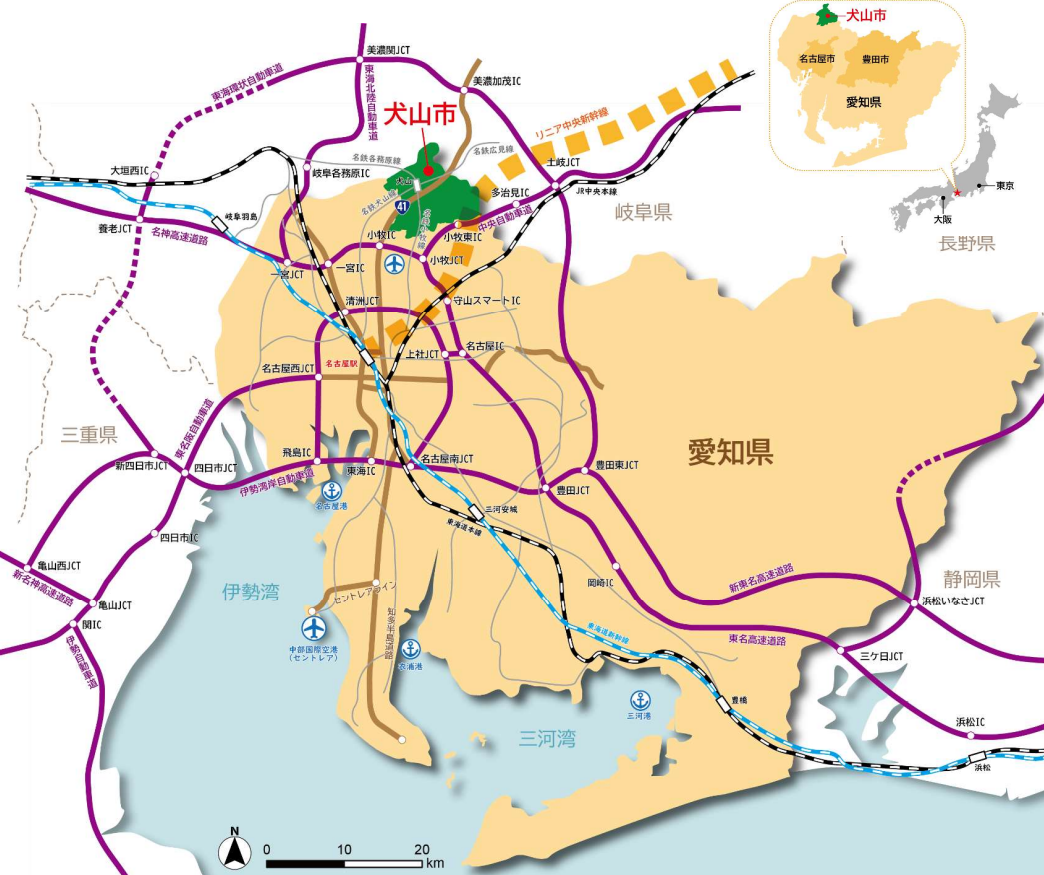 犬山市
名古屋市
豊田市
愛知県
東京
大阪
美濃関JCT
東海環状自動車道
東海北陸自動車道
美濃加茂IC
犬山市
リニア中央新幹線
名鉄各務原線
名鉄広見線
大垣西IC
岐阜各務原IC
犬山
土岐JCT
JR中央本線
名鉄犬山線
多治見IC
41
名鉄小牧線
中央自動車道
岐阜県
長野県
岐阜羽島
養老JCT
名神高速道路
小牧IC
小牧東IC
一宮JCT
一宮IC
小牧JCT
清洲JCT
守山スマートIC
名古屋駅
上社JCT
名古屋IC
名古屋西JCT
東名阪自動車道
三重県
愛知県
飛島IC
東海IC
名古屋南JCT
豊田東JCT
新四日市JCT
四日市JCT
伊勢湾岸自動車道
名古屋港
豊田JCT
三河安城
東海道本線
四日市IC
亀山西JCT
新名神高速道路
亀山JCT
関IC
伊勢自動車道
伊勢湾
セントレアライン
知多半島道路
岡崎IC
新東名高速道路
静岡県
浜松いなさJCT
東海道新幹線
東名高速道路
中部国際空港
(セントレア)
衣浦港
三ケ日JCT
三河港
豊橋
三河湾
浜松IC
浜松
N
0 10 20
km